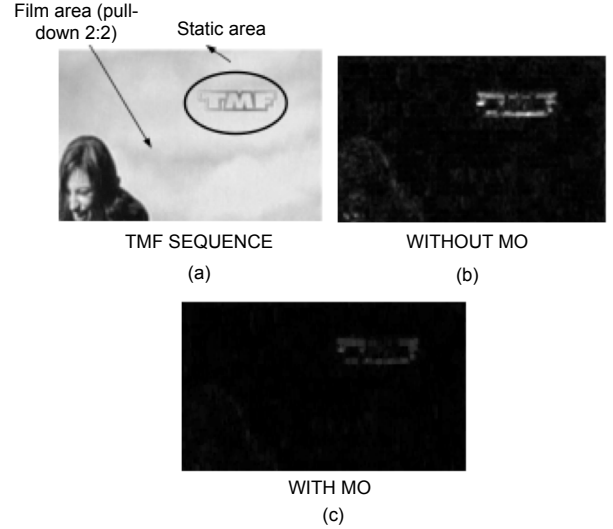 Film area (pull-
down 2:2)
Static area
TMF
TMF SEQUENCE
(a)
WITHOUT MO
(b)
WITH MO
(c)